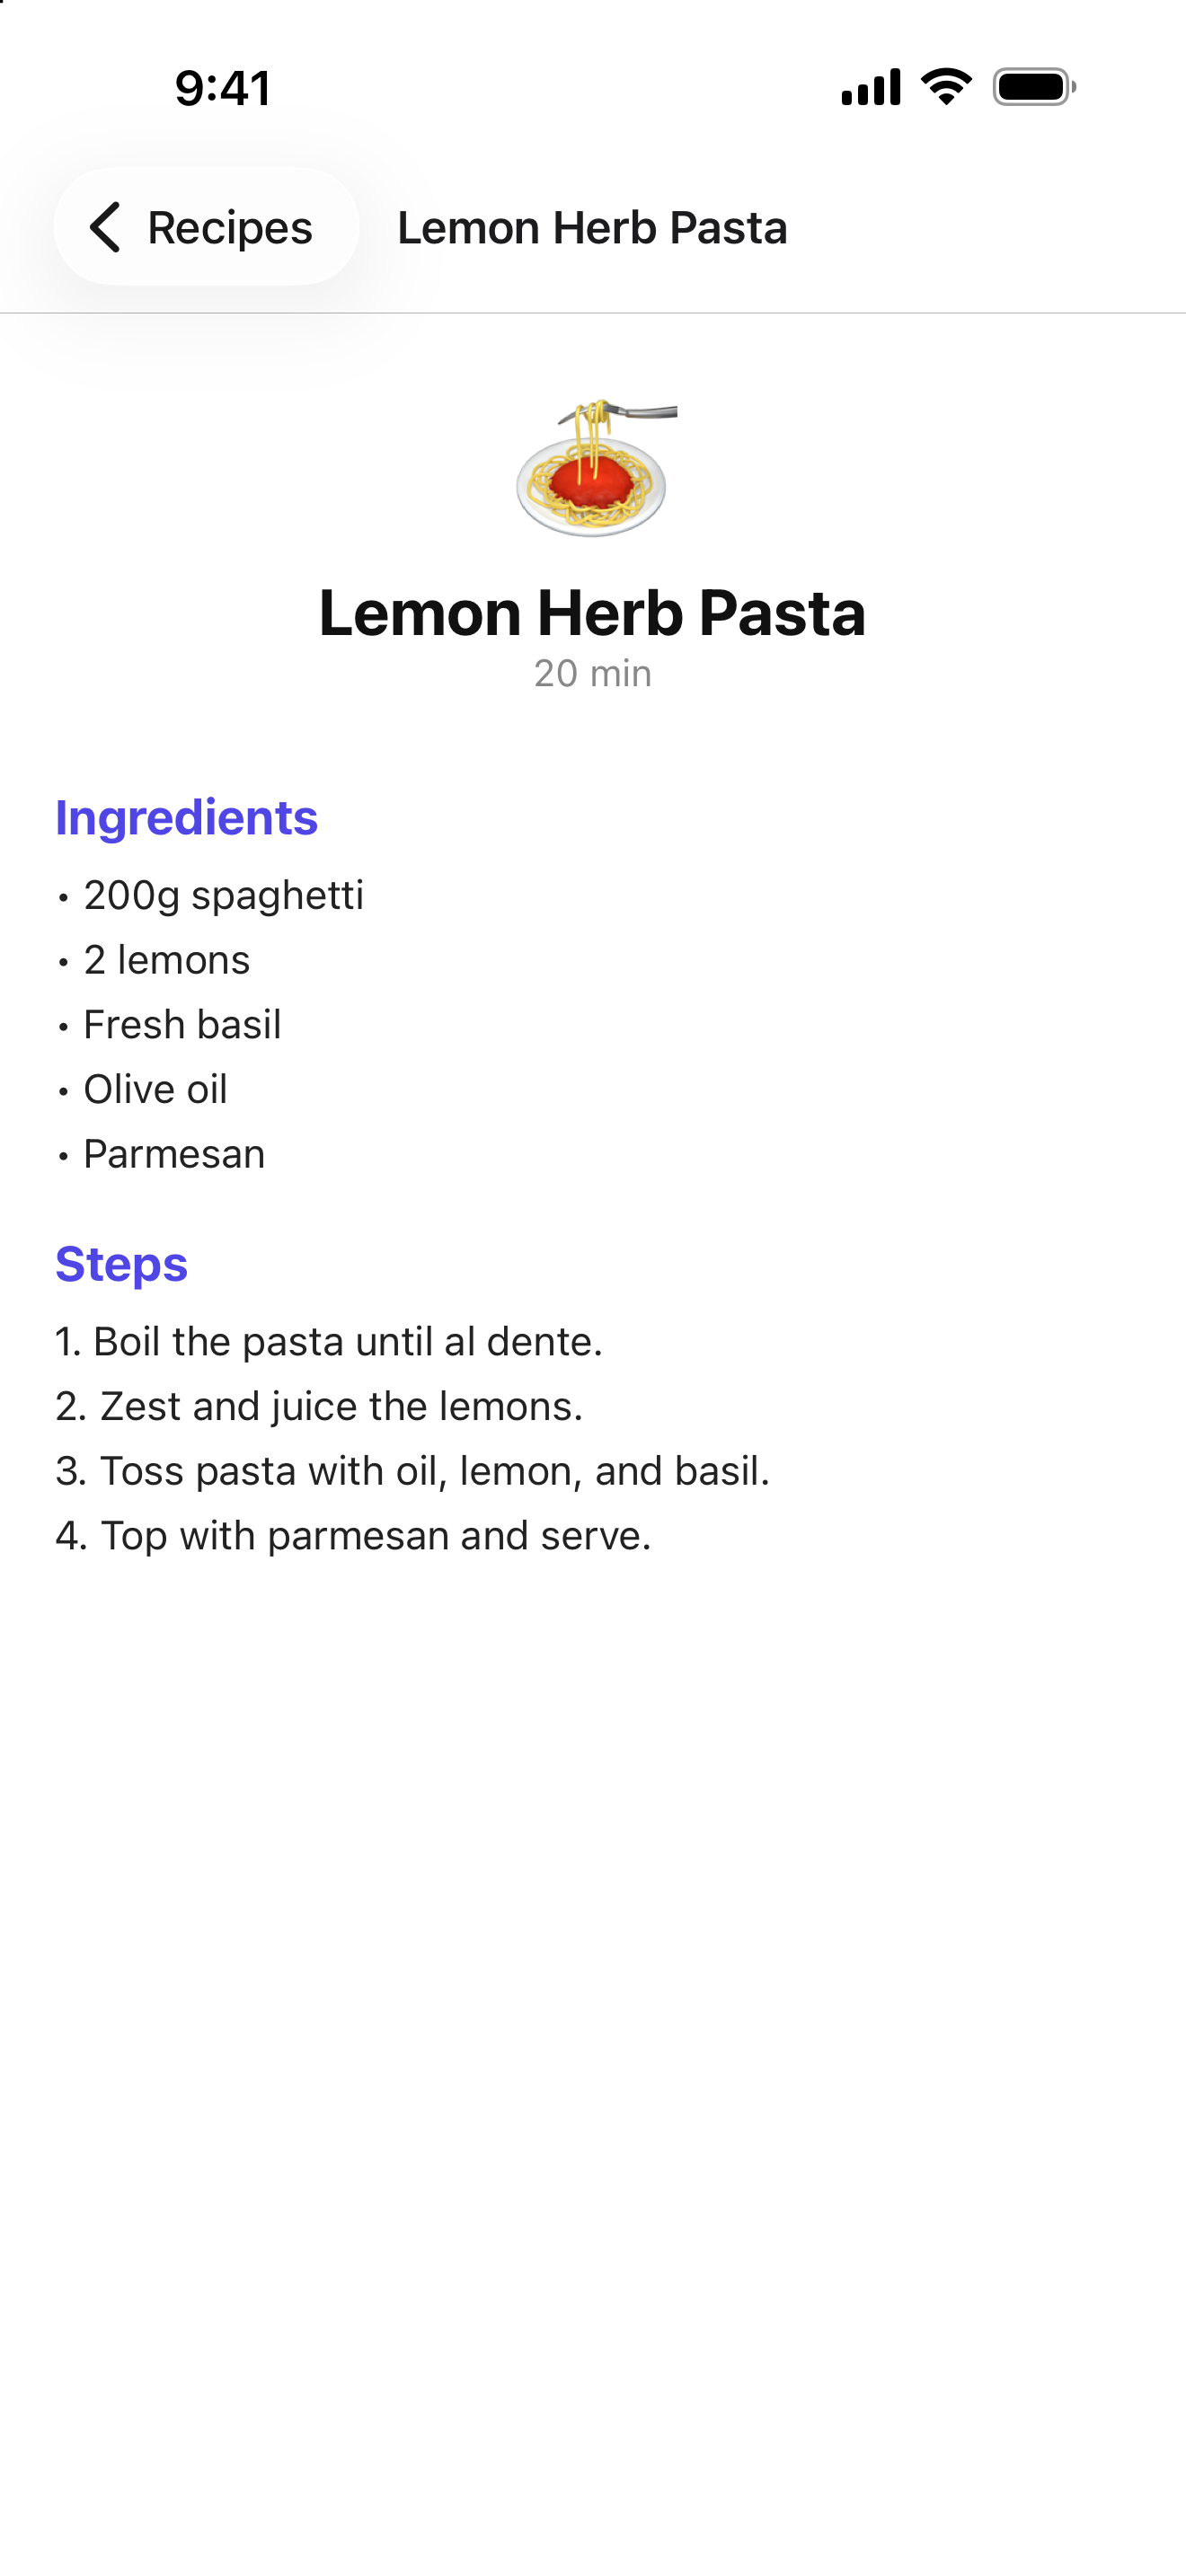 9:41
Recipes
Lemon Herb Pasta
Lemon Herb Pasta
20 min
Ingredients
• 200g spaghetti
• 2 lemons
• Fresh basil
• Olive oil
• Parmesan
Steps
1. Boil the pasta until al dente.
2. Zest and juice the lemons.
3. Toss pasta with oil, lemon, and basil.
4. Top with parmesan and serve.